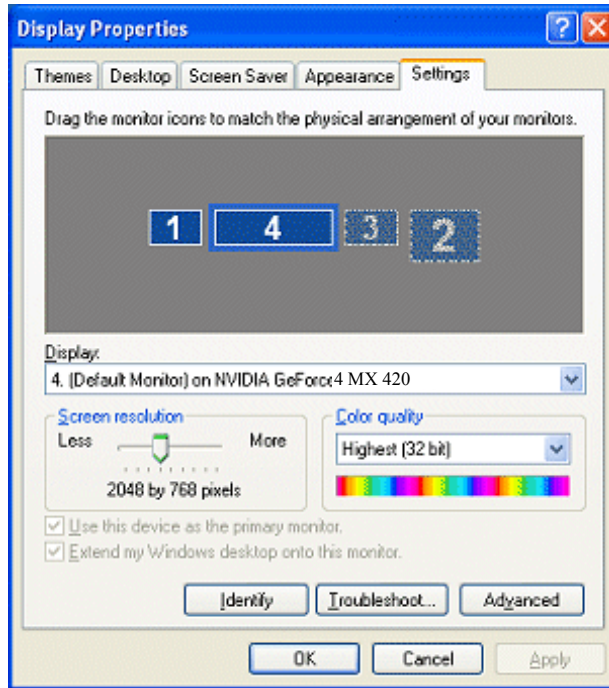 Display Properties
Themes Desktop Screen Saver Appearance Settings
Drag the monitor icons to match the physical arrangement of your monitors.
1 4 3 2
Display:
4. (Default Monitor) on NVIDIA GeForce4 MX 420
Screen resolution
Less More
2048 by 768 pixels
Color quality
Highest (32 bit)
Use this device as the primary monitor.
Extend my Windows desktop onto this monitor.
Identify Troubleshoot... Advanced
OK Cancel Apply